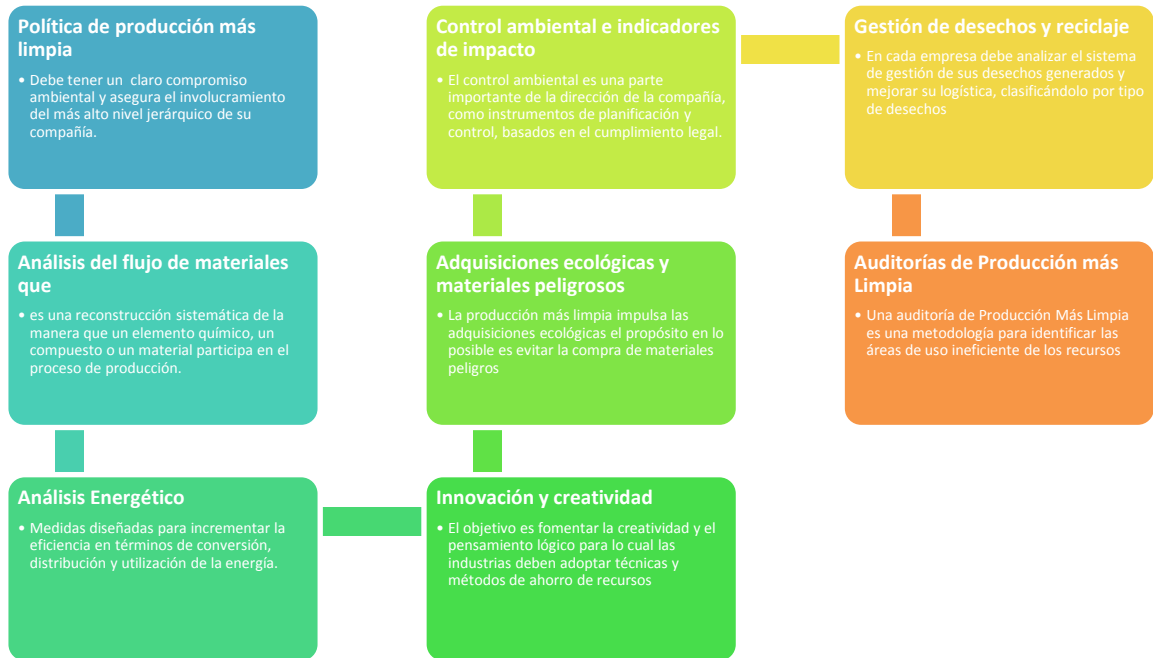 Política de producción más
limpia
• Debe tener un claro compromiso
ambiental y asegura el involucramiento
del más alto nivel jerárquico de su
compañía.
Análisis del flujo de materiales
que
• es una reconstrucción sistemática de la
manera que un elemento químico, un
compuesto o un material participa en el
proceso de producción.
Análisis Energético
• Medidas diseñadas para incrementar la
eficiencia en términos de conversión,
distribución y utilización de la energía.
Innovación y creatividad
• El objetivo es fomentar la creatividad y el
pensamiento lógico para lo cual las
industrias deben adoptar técnicas y
métodos de ahorro de recursos
Adquisiciones ecológicas y
materiales peligrosos
• La producción más limpia impulsa las
adquisiciones ecológicas el propósito en lo
posible es evitar la compra de materiales
peligros
Control ambiental e indicadores
de impacto
• El control ambiental es una parte
importante de la dirección de la compañía,
como instrumentos de planificación y
control, basados en el cumplimiento legal.
Gestión de desechos y reciclaje
• En cada empresa debe analizar el sistema
de gestión de sus desechos generados y
mejorar su logística, clasificándolo por tipo
de desechos
Auditorías de Producción más
Limpia
• Una auditoría de Producción Más Limpia
es una metodología para identificar las
áreas de uso ineficiente de los recursos